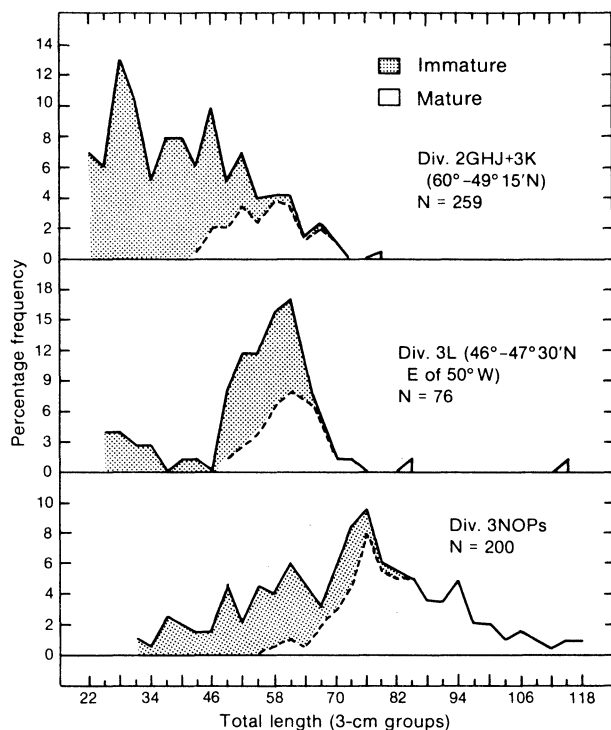 14
12
10
8
6
4
2
0
Immature
Mature
Div. 2GHJ+3K
(60°–49° 15′N)
N = 259
Percentage frequency
18
15
12
9
6
3
0
Div. 3L (46°–47° 30′N
E of 50° W)
N = 76
10
8
6
4
2
0
Div. 3NOPs
N = 200
22 34 46 58 70 82 94 106 118
Total length (3-cm groups)